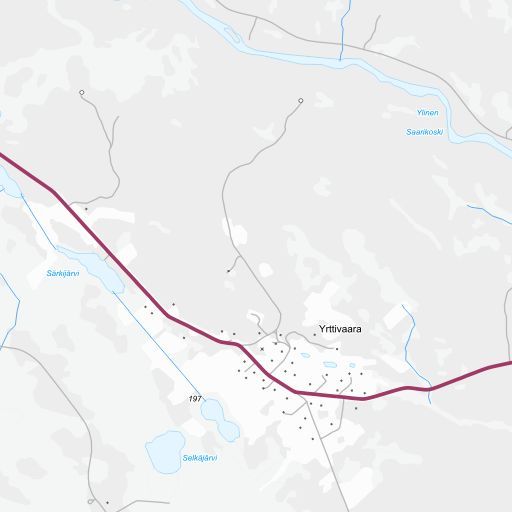 Ylinen
Saarikoski
Särkijärvi
Yrttivaara
197
Selkäjärvi